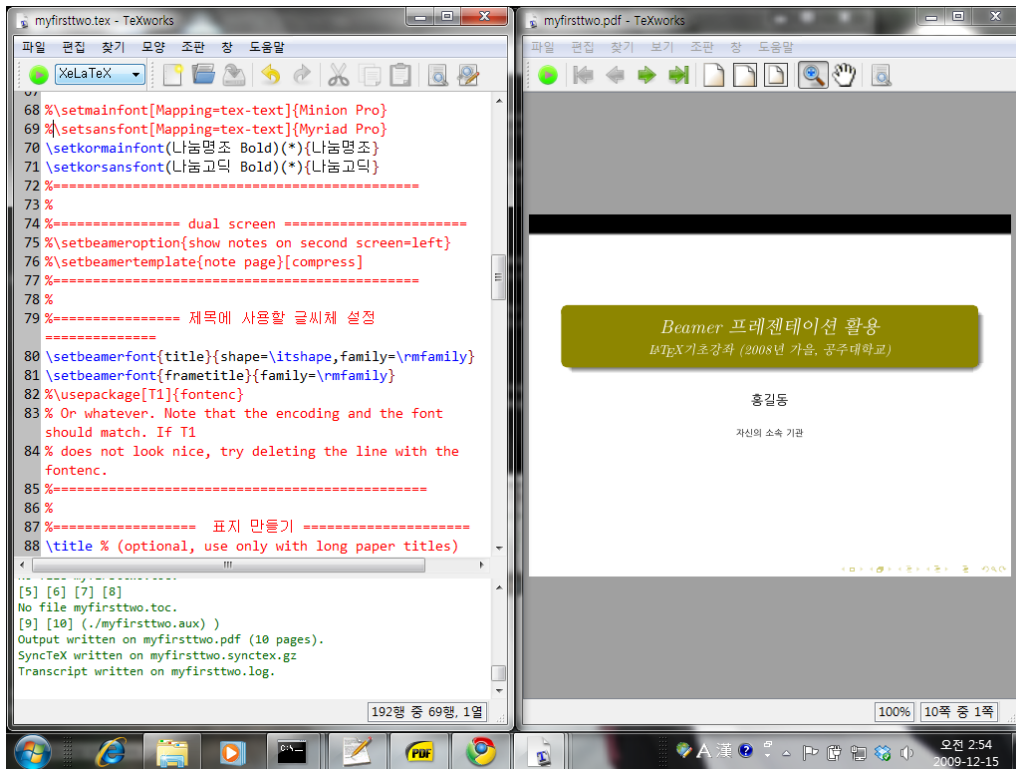 myfirsttwo.tex - TeXworks
파일 편집 찾기 모양 조판 창 도움말
XeLaTeX
67
68 %\setmainfont[Mapping=tex-text]{Minion Pro}
69 %\setsansfont[Mapping=tex-text]{Myriad Pro}
70 \setkormainfont(나눔명조 Bold)(*){나눔명조}
71 \setkorsansfont(나눔고딕 Bold)(*){나눔고딕}
72 %==============================================
73 %
74 %================ dual screen =======================
75 %\setbeameroption{show notes on second screen=left}
76 %\setbeamertemplate{note page}[compress]
77 %==============================================
78 %
79 %================ 제목에 사용할 글씨체 설정
==============
80 \setbeamerfont{title}{shape=\itshape,family=\rmfamily}
81 \setbeamerfont{frametitle}{family=\rmfamily}
82 %\usepackage[T1]{fontenc}
83 % Or whatever. Note that the encoding and the font
should match. If T1
84 % does not look nice, try deleting the line with the
fontenc.
85 %===============================================
86 %
87 %================== 표지 만들기 =====================
88 \title % (optional, use only with long paper titles)
[5] [6] [7] [8]
No file myfirsttwo.toc.
[9] [10] (./myfirsttwo.aux) )
Output written on myfirsttwo.pdf (10 pages).
SyncTeX written on myfirsttwo.synctex.gz
Transcript written on myfirsttwo.log.
192행 중 69행, 1열
myfirsttwo.pdf - TeXworks
파일 편집 찾기 보기 조판 창 도움말
Beamer 프레젠테이션 활용
LaTeX기초강좌 (2008년 가을, 공주대학교)
홍길동
자신의 소속 기관
100% 10쪽 중 1쪽
C:\_
PDF
A 漢
오전 2:54
2009-12-15